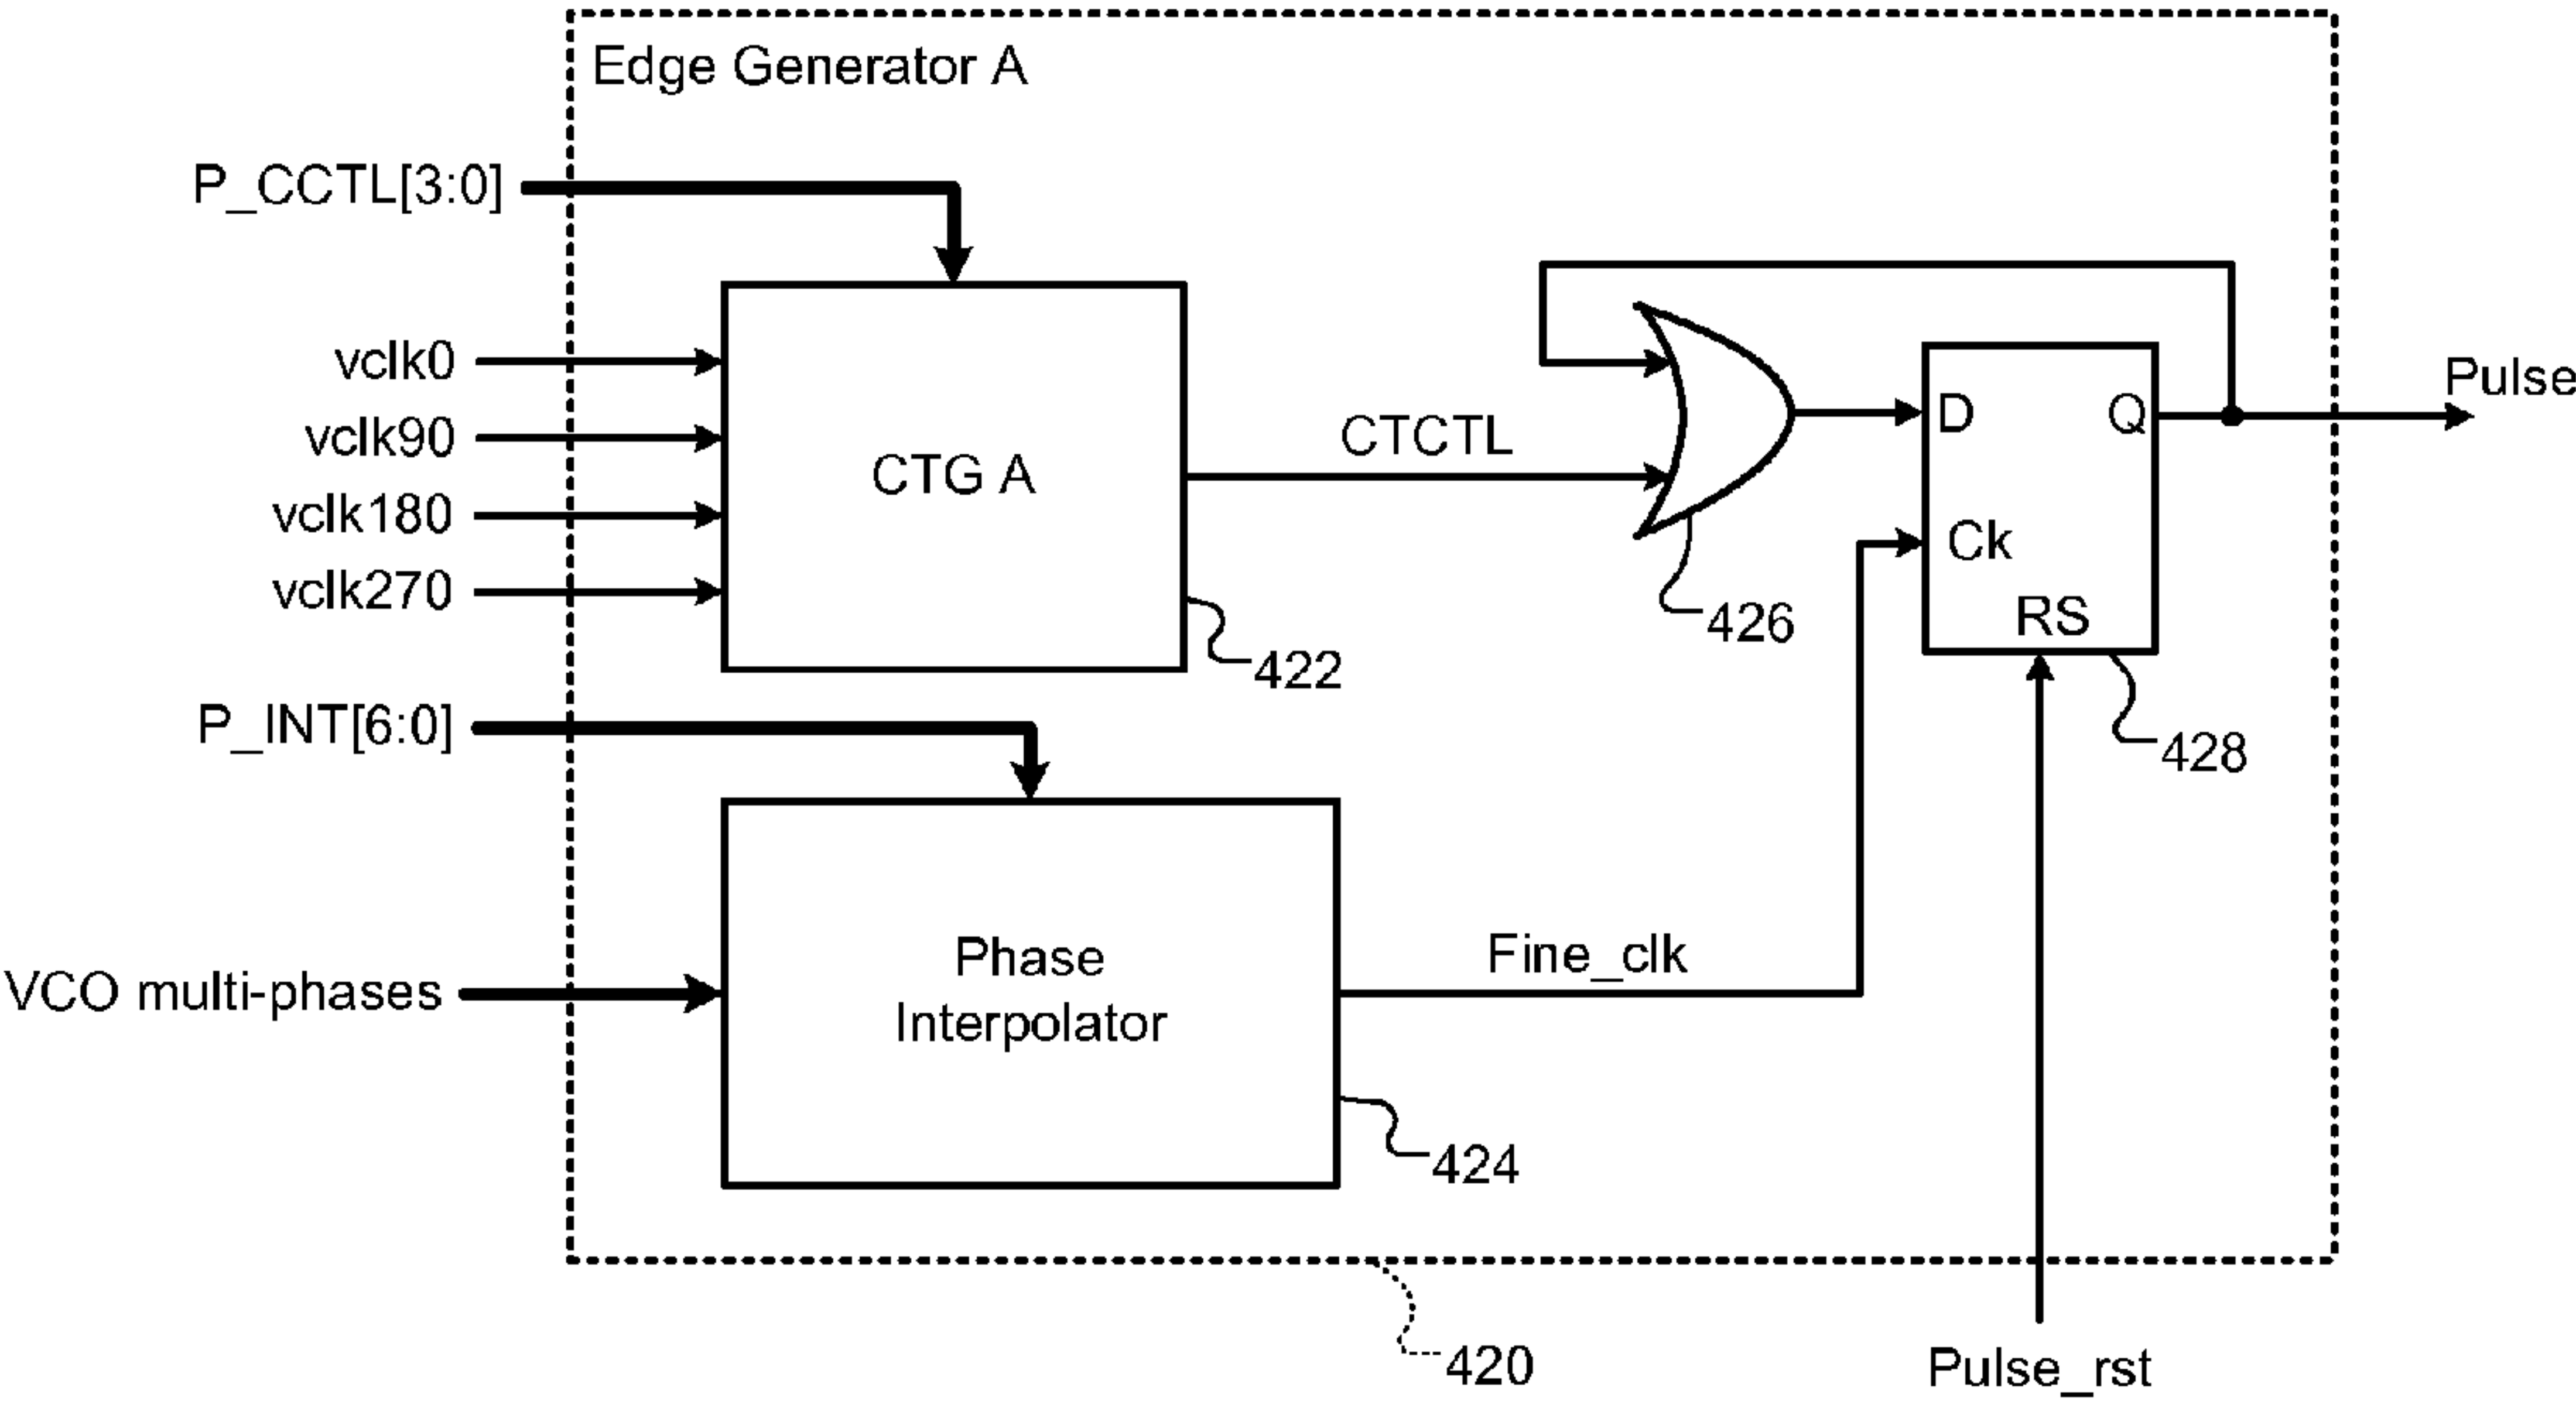 Edge Generator A
P_CCTL[3:0]
vclk0
vclk90
vclk180
vclk270
CTG A
422
CTCTL
426
D
Q
Ck
RS
428
Pulse
P_INT[6:0]
VCO multi-phases
Phase
Interpolator
424
Fine_clk
420
Pulse_rst